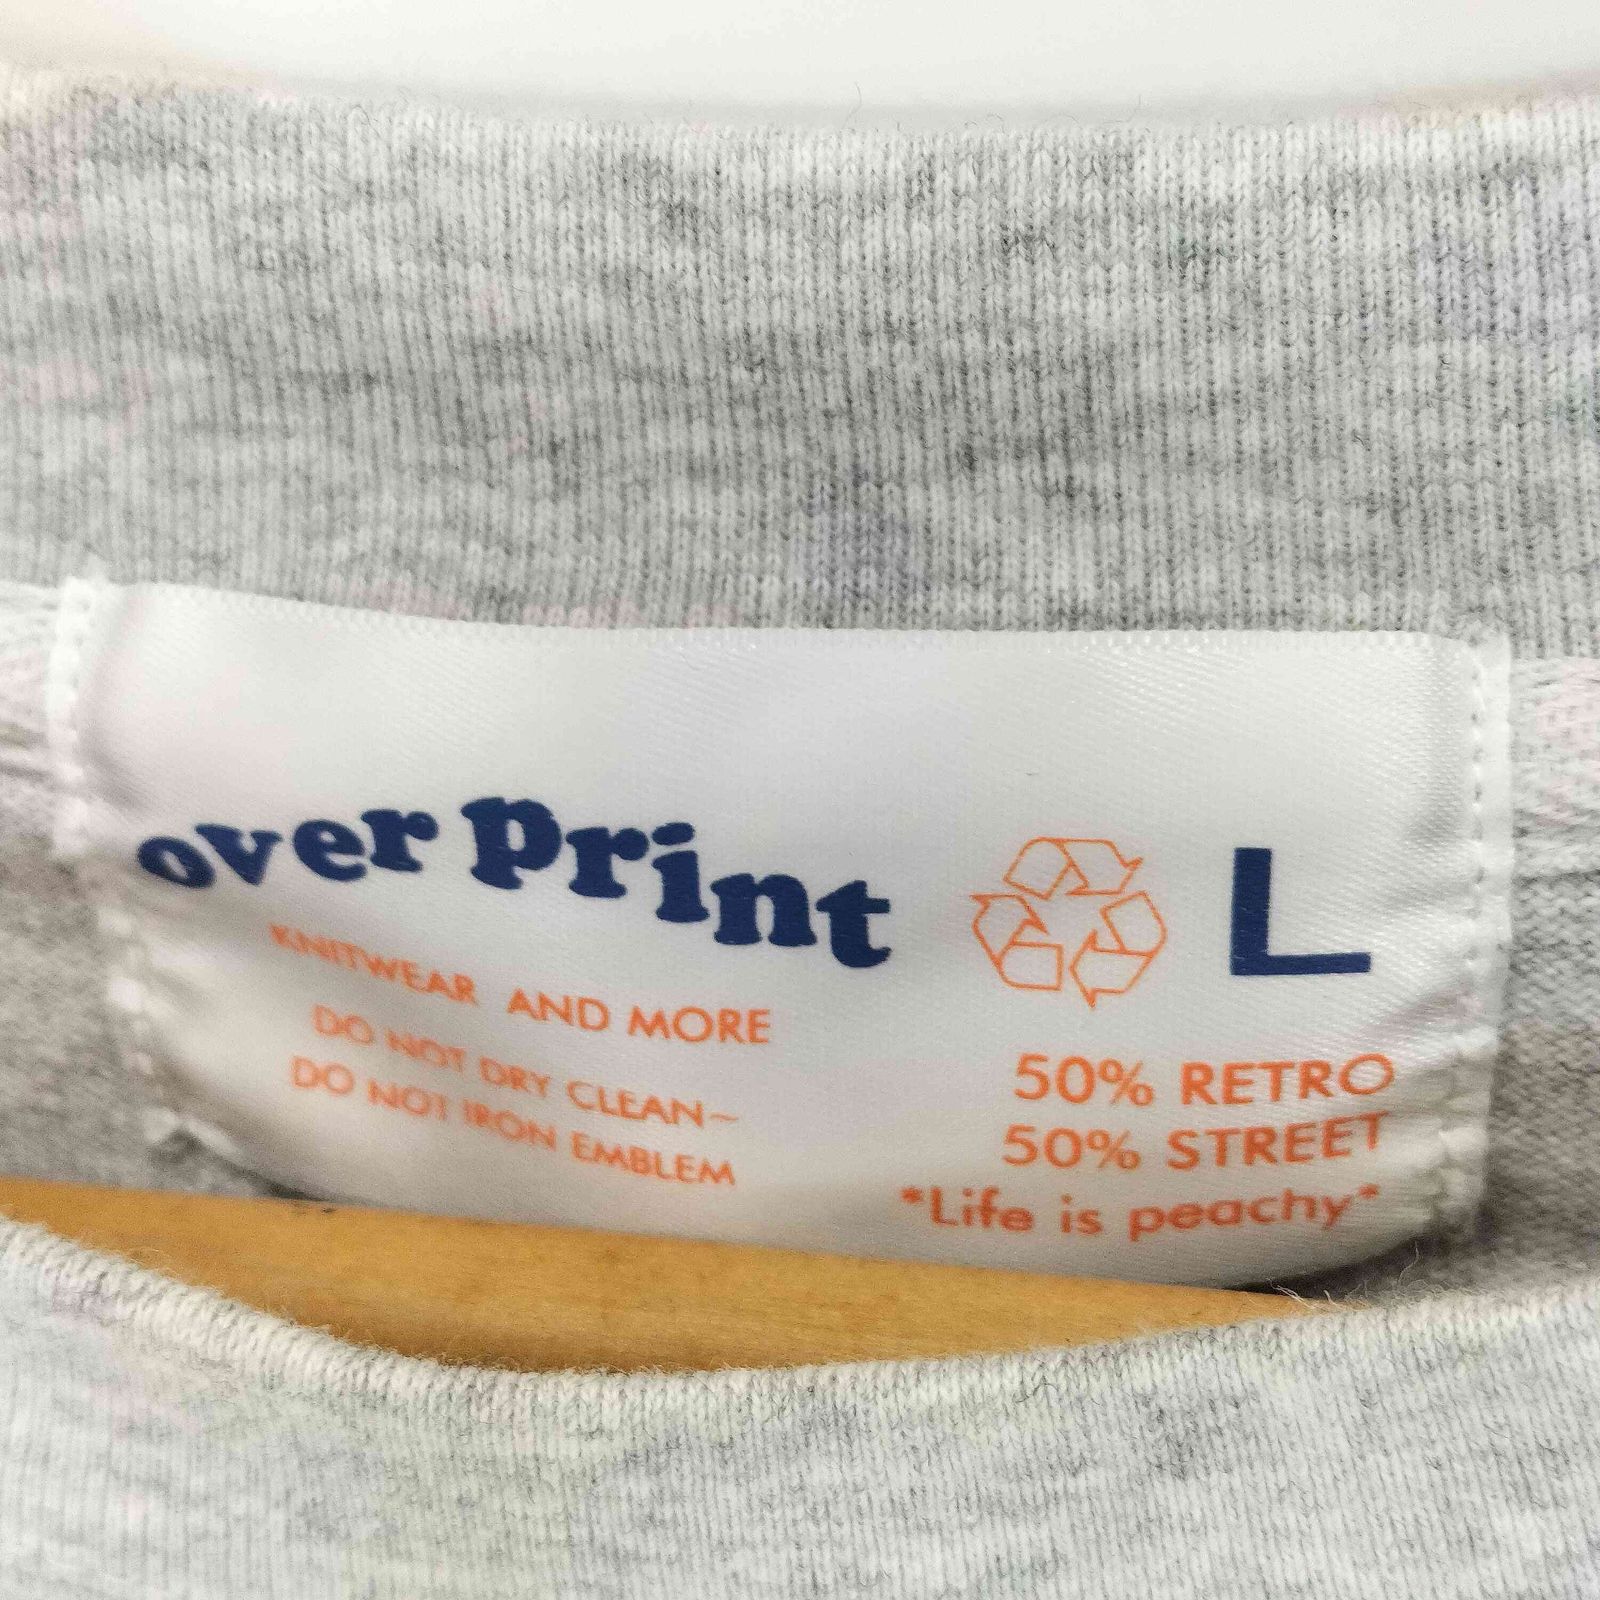 over print
L
KNITWEAR AND MORE
DO NOT DRY CLEAN~
DO NOT IRON EMBLEM
50% RETRO
50% STREET
*Life is peachy*